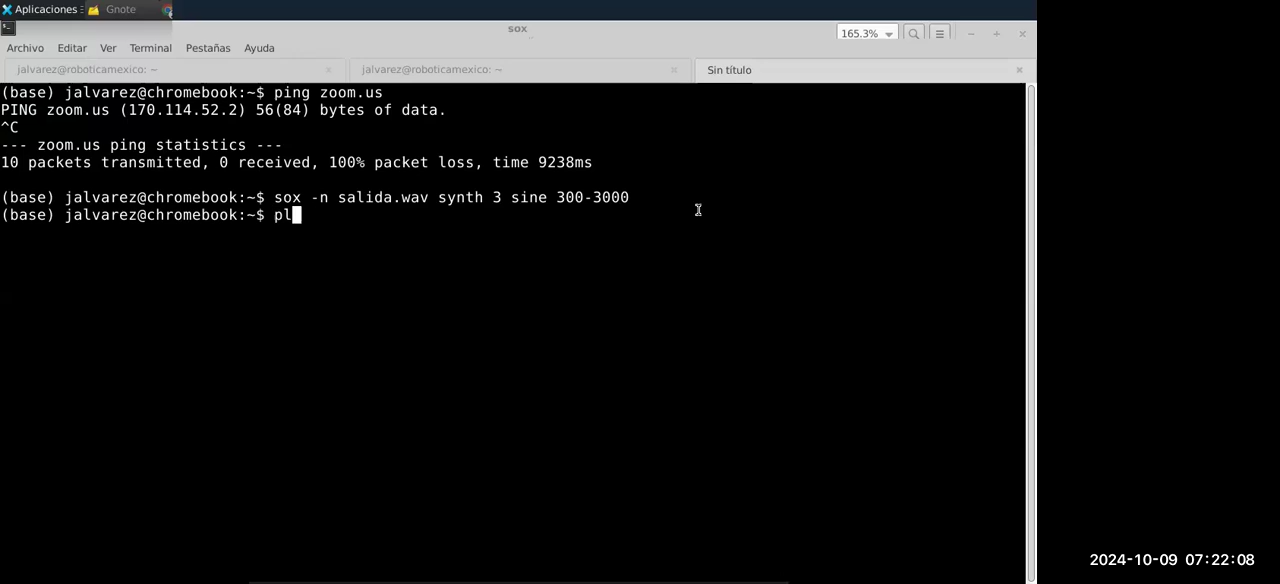 Aplicaciones Gnote
sox
165.3%
Archivo Editar Ver Terminal Pestañas Ayuda
jalvarez@roboticamexico: ~ jalvarez@roboticamexico: ~ Sin título
(base) jalvarez@chromebook:~$ ping zoom.us
PING zoom.us (170.114.52.2) 56(84) bytes of data.
^C
--- zoom.us ping statistics ---
10 packets transmitted, 0 received, 100% packet loss, time 9238ms
(base) jalvarez@chromebook:~$ sox -n salida.wav synth 3 sine 300-3000
(base) jalvarez@chromebook:~$ pl
2024-10-09 07:22:08